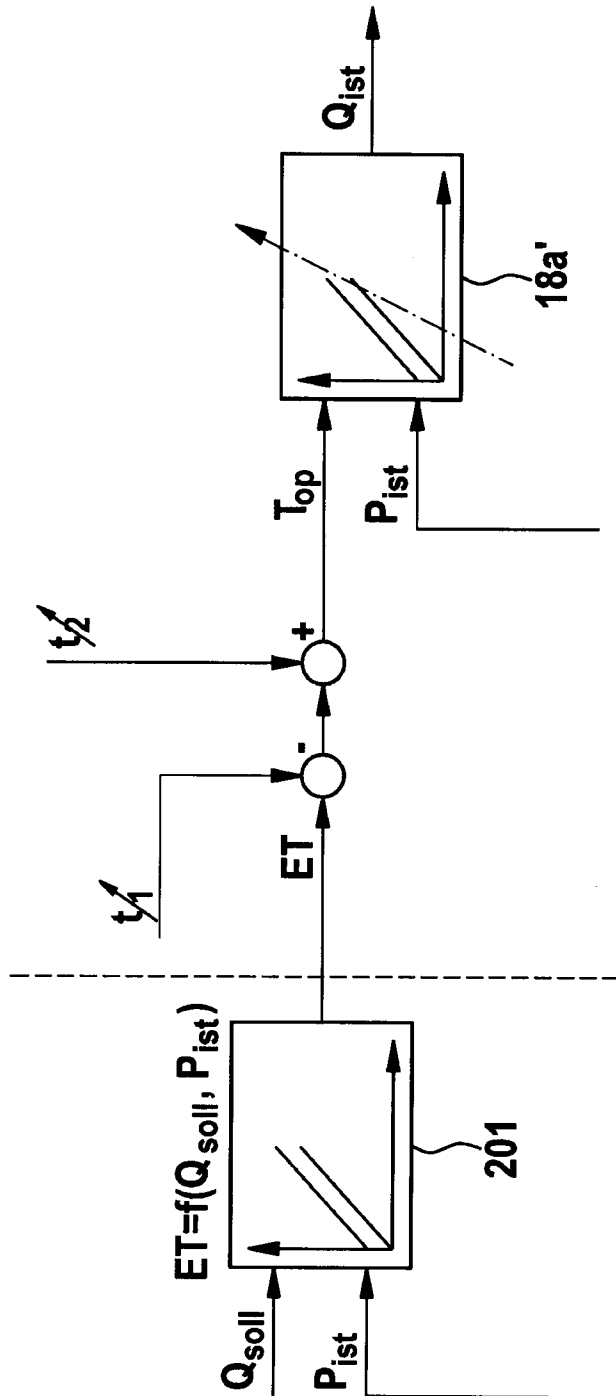 Q_soll
P_ist
ET=f(Q_soll, P_ist)
201
ET
t_1
-
t_2
+
T_op
P_ist
18a'
Q_ist